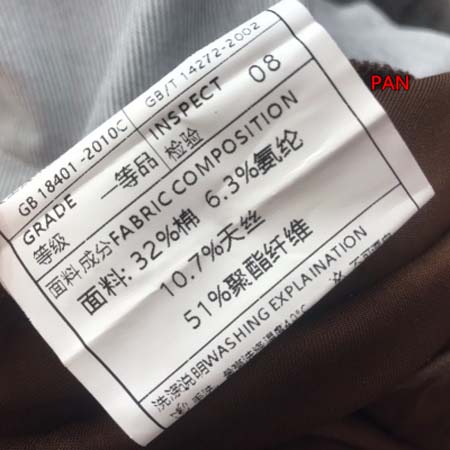 PAN
GB 18401-2010C GB/T 14272-2002
GRADE 一等品 INSPECT 08
等级 检验
面料成分FABRIC COMPOSITION
面料: 32%棉 6.3%氨纶
10.7%天丝
51%聚酯纤维
洗涤说明WASHING EXPLAINATION